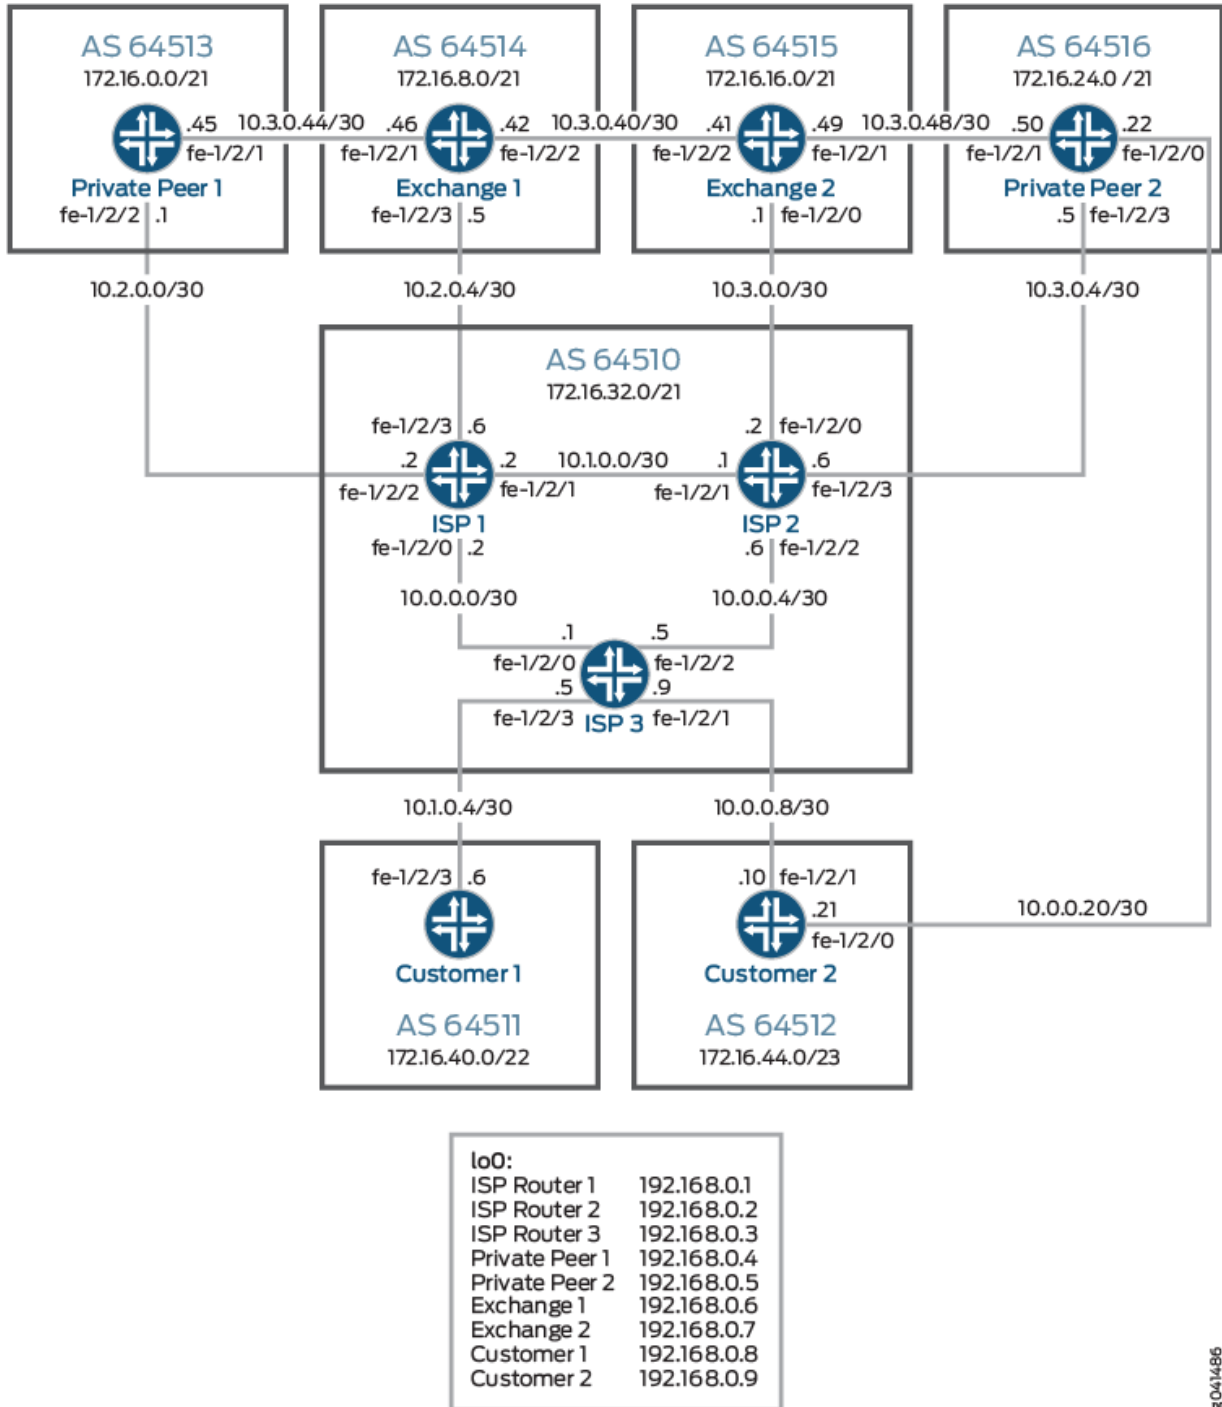 AS 64513
172.16.0.0/21
AS 64514
172.16.8.0/21
AS 64515
172.16.16.0/21
AS 64516
172.16.24.0 /21
.45 10.3.0.44/30 .46
.42 10.3.0.40/30 .41
.49 10.3.0.48/30 .50
.22
fe-1/2/1
fe-1/2/1
fe-1/2/2
fe-1/2/2
fe-1/2/1
fe-1/2/1
fe-1/2/0
Private Peer 1
Exchange 1
Exchange 2
Private Peer 2
fe-1/2/2 .1
fe-1/2/3 .5
.1 fe-1/2/0
.5 fe-1/2/3
10.2.0.0/30
10.2.0.4/30
10.3.0.0/30
10.3.0.4/30
AS 64510
172.16.32.0/21
fe-1/2/3 .6
.2 fe-1/2/0
.2
.2 10.1.0.0/30 .1
.6
fe-1/2/2
fe-1/2/1
fe-1/2/1
fe-1/2/3
ISP 1
ISP 2
fe-1/2/0 .2
.6 fe-1/2/2
10.0.0.0/30
10.0.0.4/30
.1
.5
fe-1/2/0
fe-1/2/2
.5
.9
fe-1/2/3
ISP 3
fe-1/2/1
10.1.0.4/30
10.0.0.8/30
fe-1/2/3 .6
.10 fe-1/2/1
.21
fe-1/2/0
10.0.0.20/30
Customer 1
Customer 2
AS 64511
172.16.40.0/22
AS 64512
172.16.44.0/23
lo0:
ISP Router 1 192.168.0.1
ISP Router 2 192.168.0.2
ISP Router 3 192.168.0.3
Private Peer 1 192.168.0.4
Private Peer 2 192.168.0.5
Exchange 1 192.168.0.6
Exchange 2 192.168.0.7
Customer 1 192.168.0.8
Customer 2 192.168.0.9
g041486